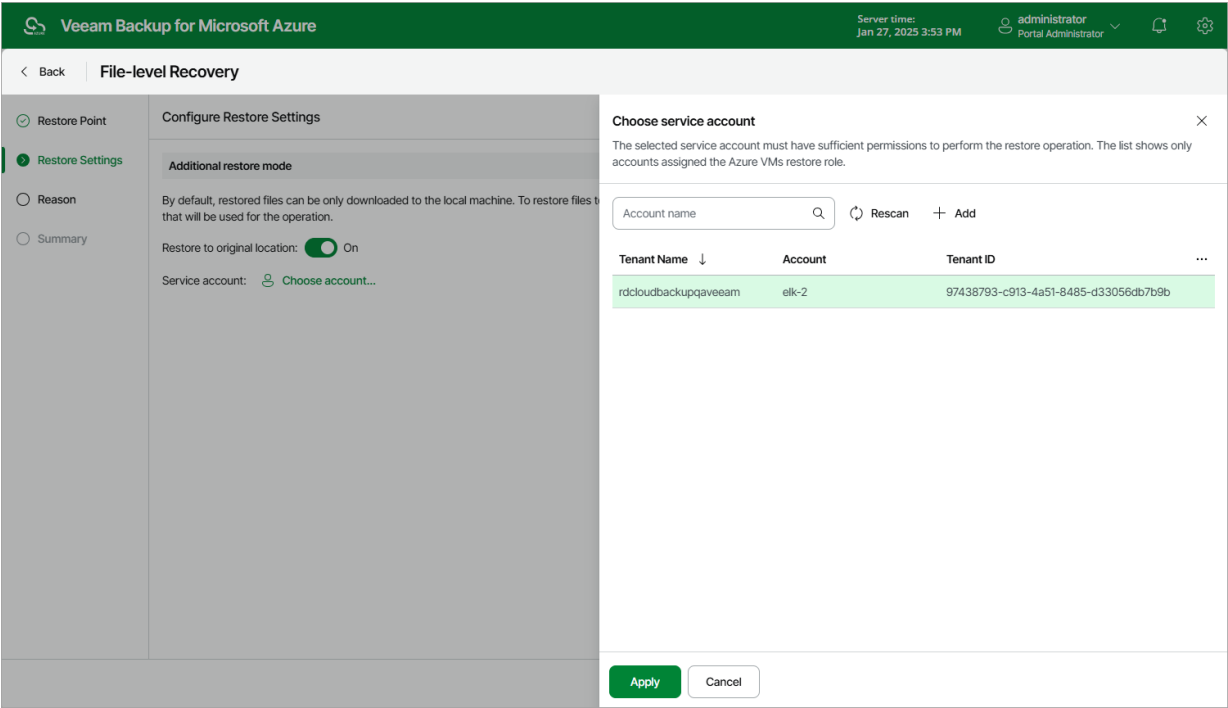 Veeam Backup for Microsoft Azure
Server time:
Jan 27, 2025 3:53 PM
administrator
Portal Administrator
Back
File-level Recovery
Restore Point
Restore Settings
Reason
Summary
Configure Restore Settings
Additional restore mode
By default, restored files can be only downloaded to the local machine. To restore files t
that will be used for the operation.
Restore to original location: On
Service account: Choose account...
Choose service account
The selected service account must have sufficient permissions to perform the restore operation. The list shows only
accounts assigned the Azure VMs restore role.
Account name
Rescan
Add
Tenant Name Account Tenant ID
rdcloudbackupqaveeam elk-2 97438793-c913-4a51-8485-d33056db7b9b
Apply
Cancel